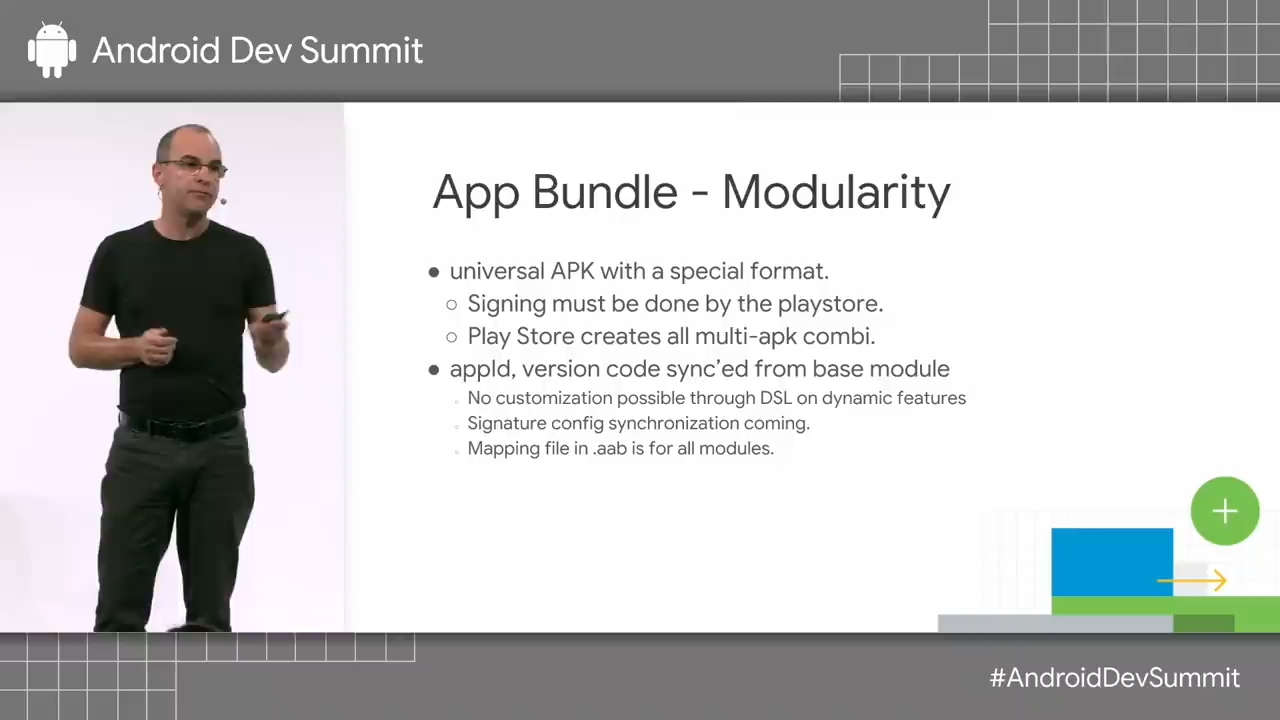 Android Dev Summit
App Bundle - Modularity
● universal APK with a special format.
○ Signing must be done by the playstore.
○ Play Store creates all multi-apk combi.
● appId, version code sync'ed from base module
No customization possible through DSL on dynamic features
Signature config synchronization coming.
Mapping file in .aab is for all modules.
#AndroidDevSummit